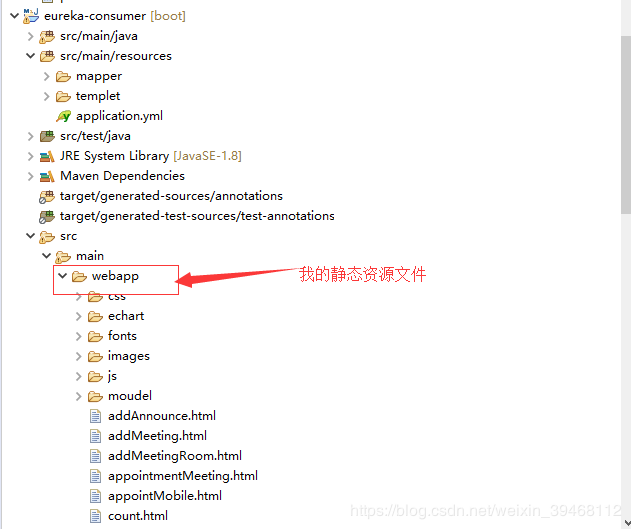 eureka-consumer [boot]
src/main/java
src/main/resources
mapper
templet
application.yml
src/test/java
JRE System Library [JavaSE-1.8]
Maven Dependencies
target/generated-sources/annotations
target/generated-test-sources/test-annotations
src
main
webapp
我的静态资源文件
css
echart
fonts
images
js
moudel
addAnnounce.html
addMeeting.html
addMeetingRoom.html
appointmentMeeting.html
appointMobile.html
count.html
https://blog.csdn.net/weixin_39468112